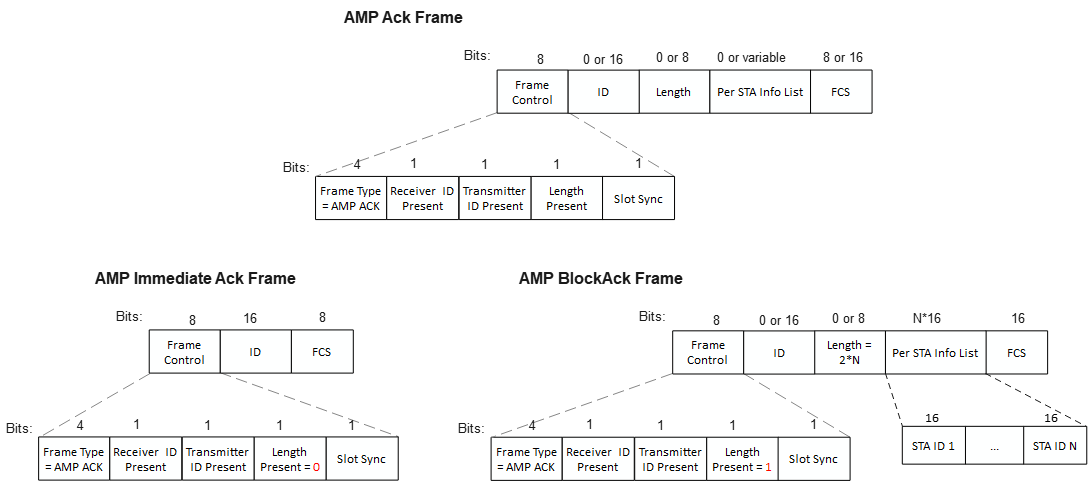 AMP Ack Frame
Bits: 8 0 or 16 0 or 8 0 or variable 8 or 16
Frame Control ID Length Per STA Info List FCS
Bits: 4 1 1 1 1
Frame Type = AMP ACK Receiver ID Present Transmitter ID Present Length Present Slot Sync
AMP Immediate Ack Frame
Bits: 8 16 8
Frame Control ID FCS
Bits: 4 1 1 1 1
Frame Type = AMP ACK Receiver ID Present Transmitter ID Present Length Present = 0 Slot Sync
AMP BlockAck Frame
Bits: 8 0 or 16 0 or 8 N*16 16
Frame Control ID Length = 2*N Per STA Info List FCS
Bits: 4 1 1 1 1
Frame Type = AMP ACK Receiver ID Present Transmitter ID Present Length Present = 1 Slot Sync
16 16
STA ID 1 ... STA ID N